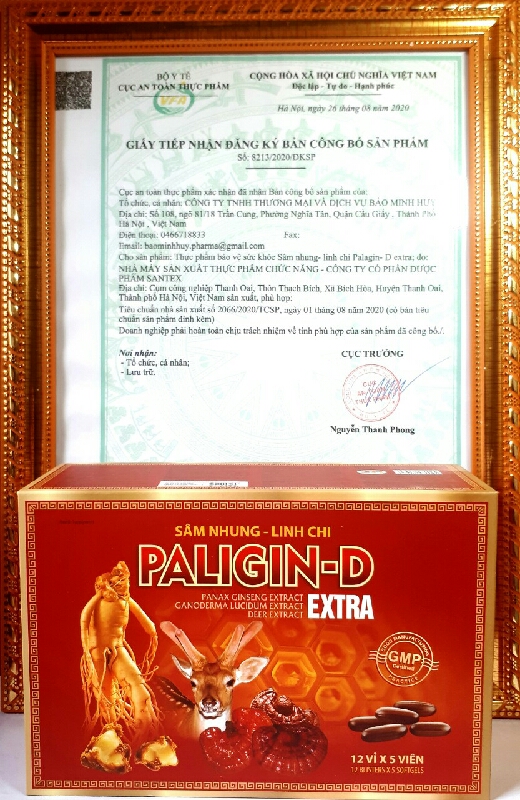 BỘ Y TẾ
CỤC AN TOÀN THỰC PHẨM
VFA
CỘNG HÒA XÃ HỘI CHỦ NGHĨA VIỆT NAM
Độc lập - Tự do - Hạnh phúc
Hà Nội, ngày 26 tháng 08 năm 2020
GIẤY TIẾP NHẬN ĐĂNG KÝ BẢN CÔNG BỐ SẢN PHẨM
Số: 8213/2020/ĐKSP
Cục an toàn thực phẩm xác nhận đã nhận Bản công bố sản phẩm của:
Tổ chức, cá nhân: CÔNG TY TNHH THƯƠNG MẠI VÀ DỊCH VỤ BẢO MINH HUY
Địa chỉ: Số 108, ngõ 81/18 Trần Cung, Phường Nghĩa Tân, Quận Cầu Giấy, Thành Phố
Hà Nội, Việt Nam
Điện thoại: 0466718833 Fax:
Email: baominhuy.pharma@gmail.com
Cho sản phẩm: Thực phẩm bảo vệ sức khỏe Sâm nhung- linh chi Palagin- D extra; do:
NHÀ MÁY SẢN XUẤT THỰC PHẨM CHỨC NĂNG - CÔNG TY CỔ PHẦN DƯỢC
PHẨM SANTEX
Địa chỉ: Cụm công nghiệp Thanh Oai, Thôn Thạch Bích, Xã Bích Hòa, Huyện Thanh Oai,
Thành phố Hà Nội, Việt Nam sản xuất, phù hợp:
Tiêu chuẩn nhà sản xuất số 2066/2020/TCSP, ngày 01 tháng 08 năm 2020 (có bản tiêu
chuẩn sản phẩm đính kèm)
Doanh nghiệp phải hoàn toàn chịu trách nhiệm về tính phù hợp của sản phẩm đã công bố./.
Nơi nhận:
- Tổ chức, cá nhân;
- Lưu trữ.
CỤC TRƯỞNG
CỤC
Nguyễn Thanh Phong
SÂM NHUNG - LINH CHI
PALIGIN-D
PANAX GINSENG EXTRACT
GANODERMA LUCIDUM EXTRACT
DEER EXTRACT
EXTRA
GOOD MANUFACTURING
GMP
Certified
PRACTICE
12 VỈ X 5 VIÊN
12 BLISTERS X 5 SOFTGELS